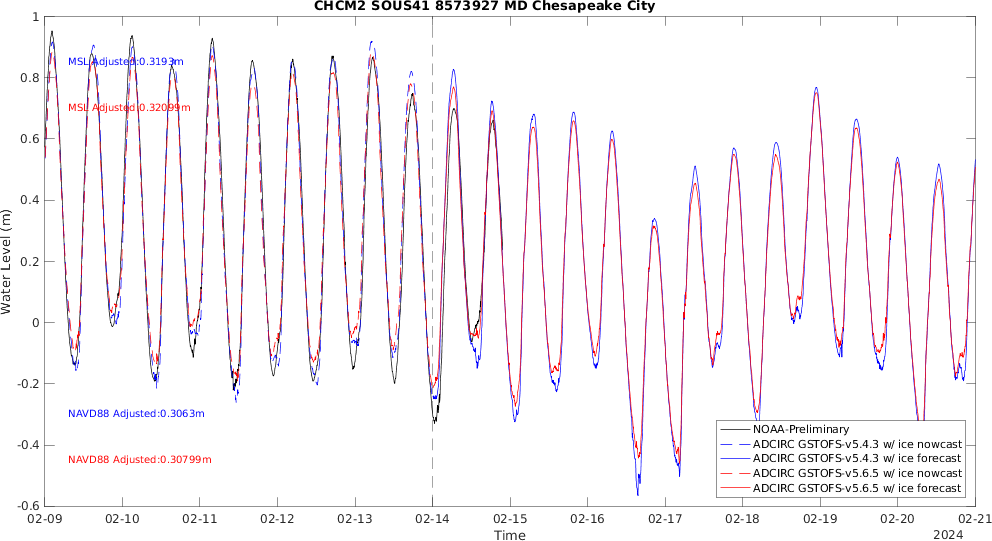 CHCM2 SOUS41 8573927 MD Chesapeake City
Water Level (m)
1
0.8
0.6
0.4
0.2
0
-0.2
-0.4
-0.6
MSL Adjusted:0.3193m
MSL Adjusted:0.32099m
NAVD88 Adjusted:0.3063m
NAVD88 Adjusted:0.30799m
NOAA-Preliminary
ADCIRC GSTOFS-v5.4.3 w/ ice nowcast
ADCIRC GSTOFS-v5.4.3 w/ ice forecast
ADCIRC GSTOFS-v5.6.5 w/ ice nowcast
ADCIRC GSTOFS-v5.6.5 w/ ice forecast
02-09 02-10 02-11 02-12 02-13 02-14 02-15 02-16 02-17 02-18 02-19 02-20 02-21
Time
2024